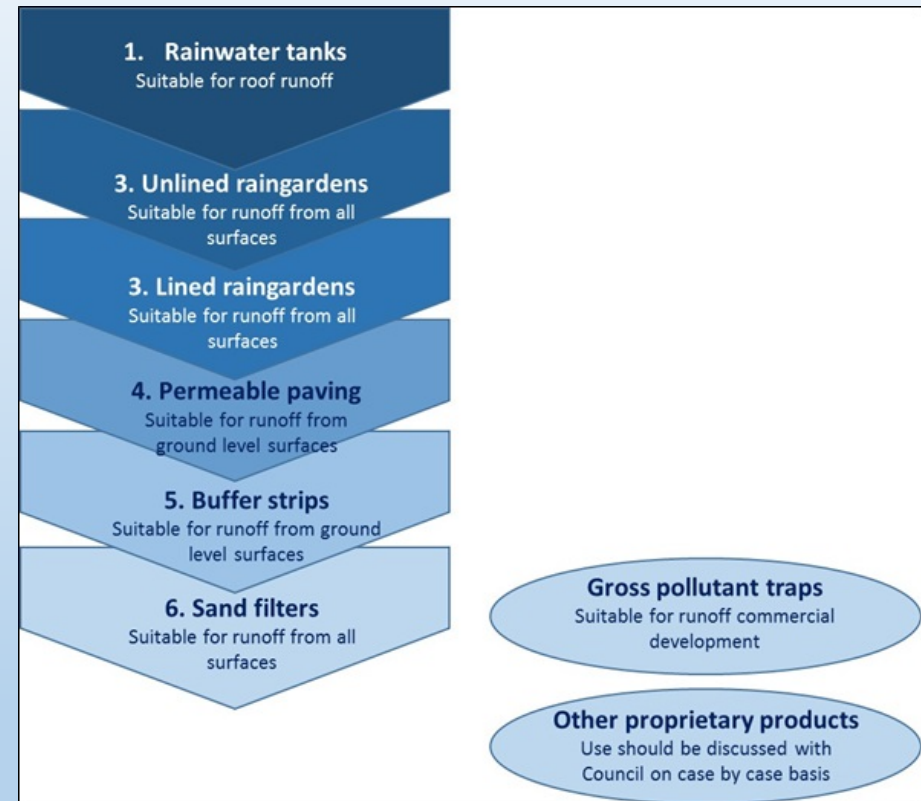 1. Rainwater tanks
Suitable for roof runoff
3. Unlined raingardens
Suitable for runoff from all
surfaces
3. Lined raingardens
Suitable for runoff from all
surfaces
4. Permeable paving
Suitable for runoff from
ground level surfaces
5. Buffer strips
Suitable for runoff from ground
level surfaces
6. Sand filters
Suitable for runoff from all
surfaces
Gross pollutant traps
Suitable for runoff commercial
development
Other proprietary products
Use should be discussed with
Council on case by case basis